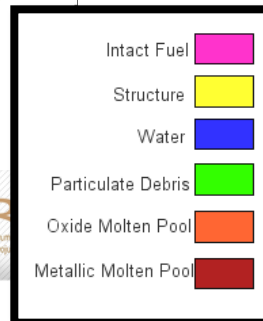 Intact Fuel
Structure
Water
Particulate Debris
Oxide Molten Pool
Metallic Molten Pool